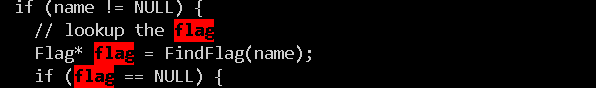 if (name != NULL) {
// lookup the flag
Flag* flag = FindFlag(name);
if (flag == NULL) {